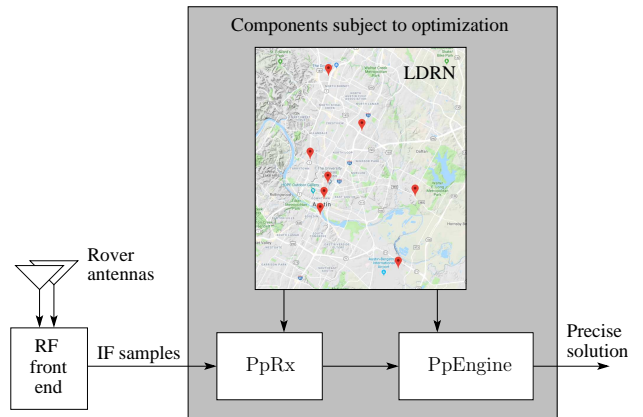 Components subject to optimization
LDRN
Austin
Rover
antennas
RF
front
end
IF samples
PpRx
PpEngine
Precise
solution